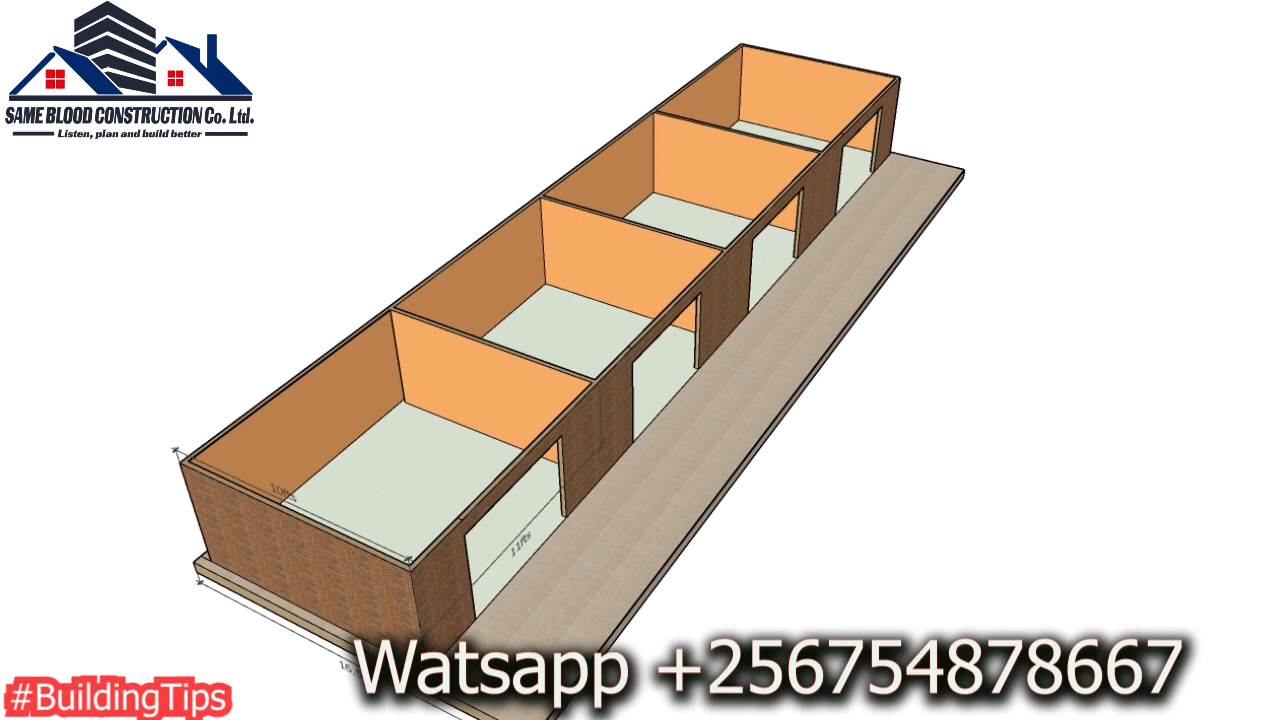 SAME BLOOD CONSTRUCTION Co. Ltd.
Listen, plan and build better
10fts
11fts
Watsapp +256754878667
#BuildingTips